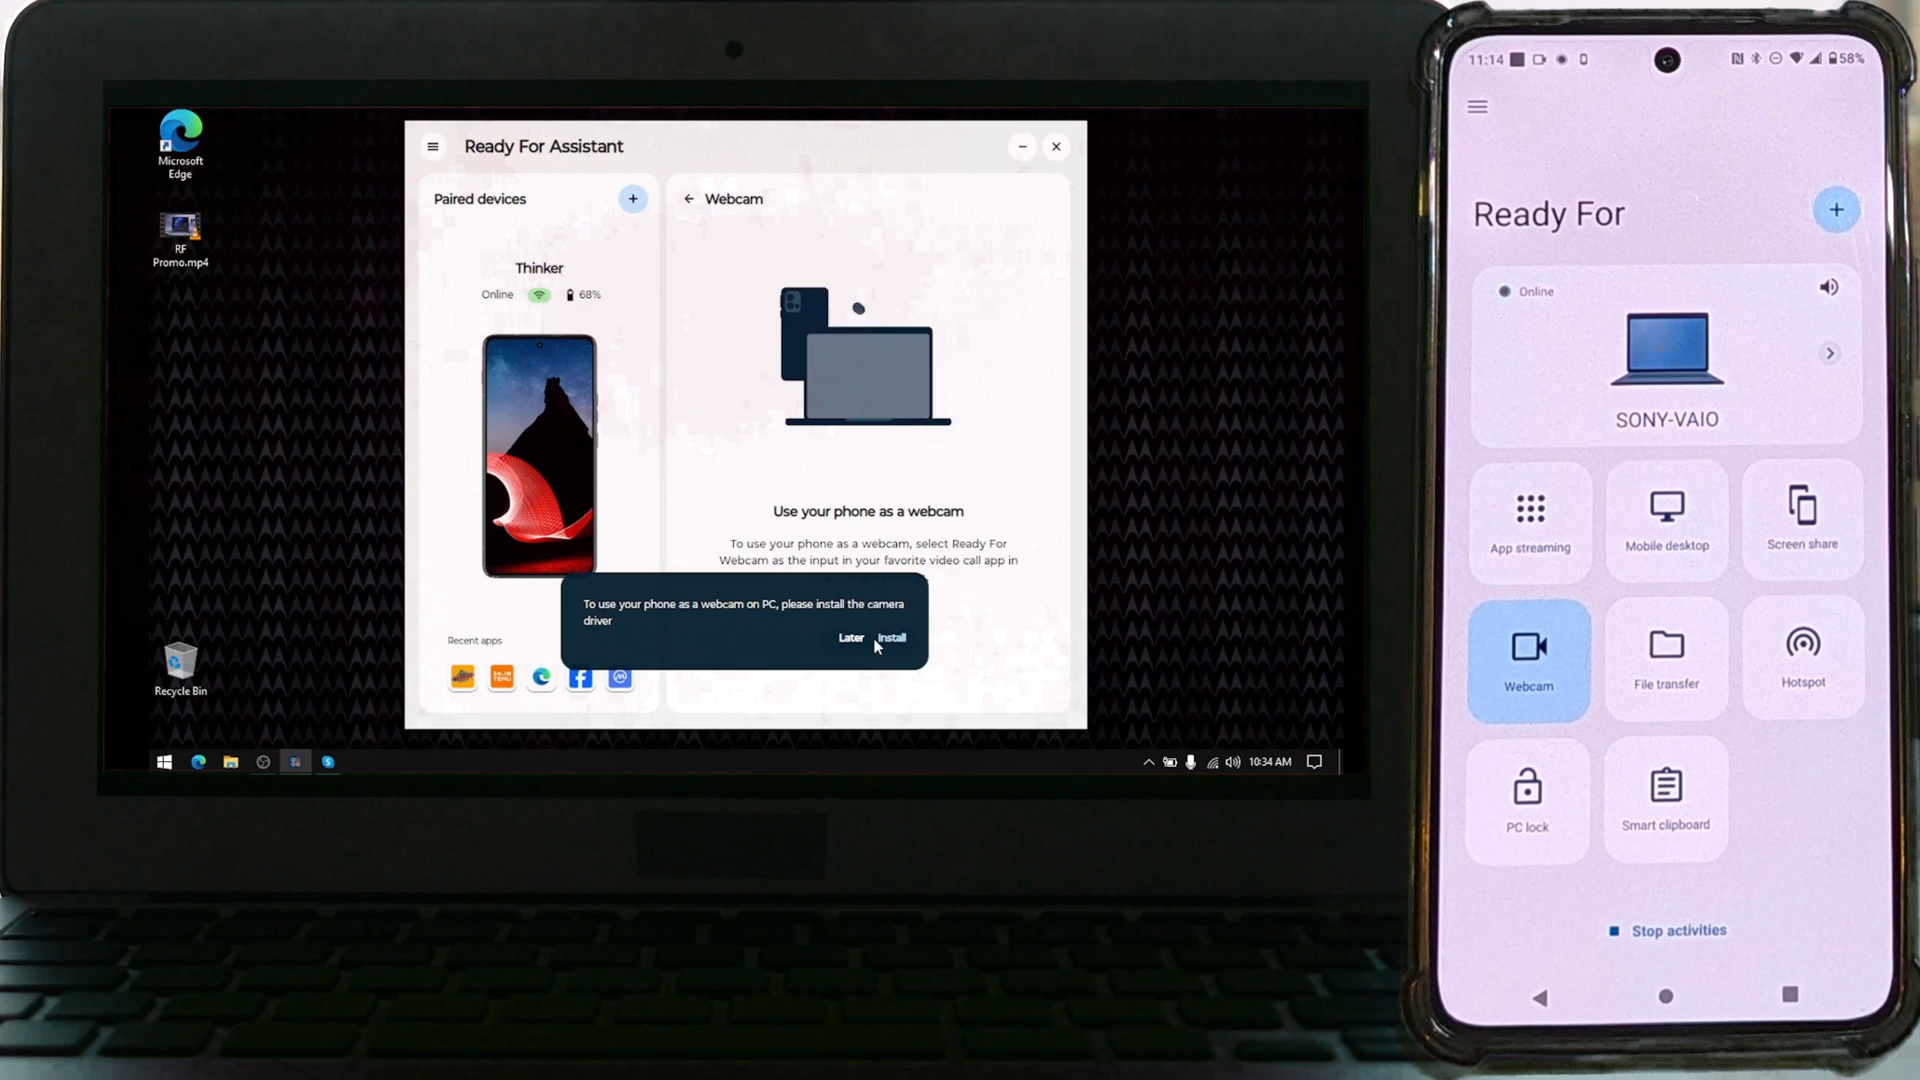 Microsoft
Edge
RF
Promo.mp4
Recycle Bin
Ready For Assistant
Paired devices
+
Thinker
Online
68%
Recent apps
Webcam
Use your phone as a webcam
To use your phone as a webcam, select Ready For
Webcam as the input in your favorite video call app in
To use your phone as a webcam on PC, please install the camera
driver
Later Install
10:34 AM
11:14
58%
Ready For
+
Online
SONY-VAIO
App streaming
Mobile desktop
Screen share
Webcam
File transfer
Hotspot
PC lock
Smart clipboard
Stop activities